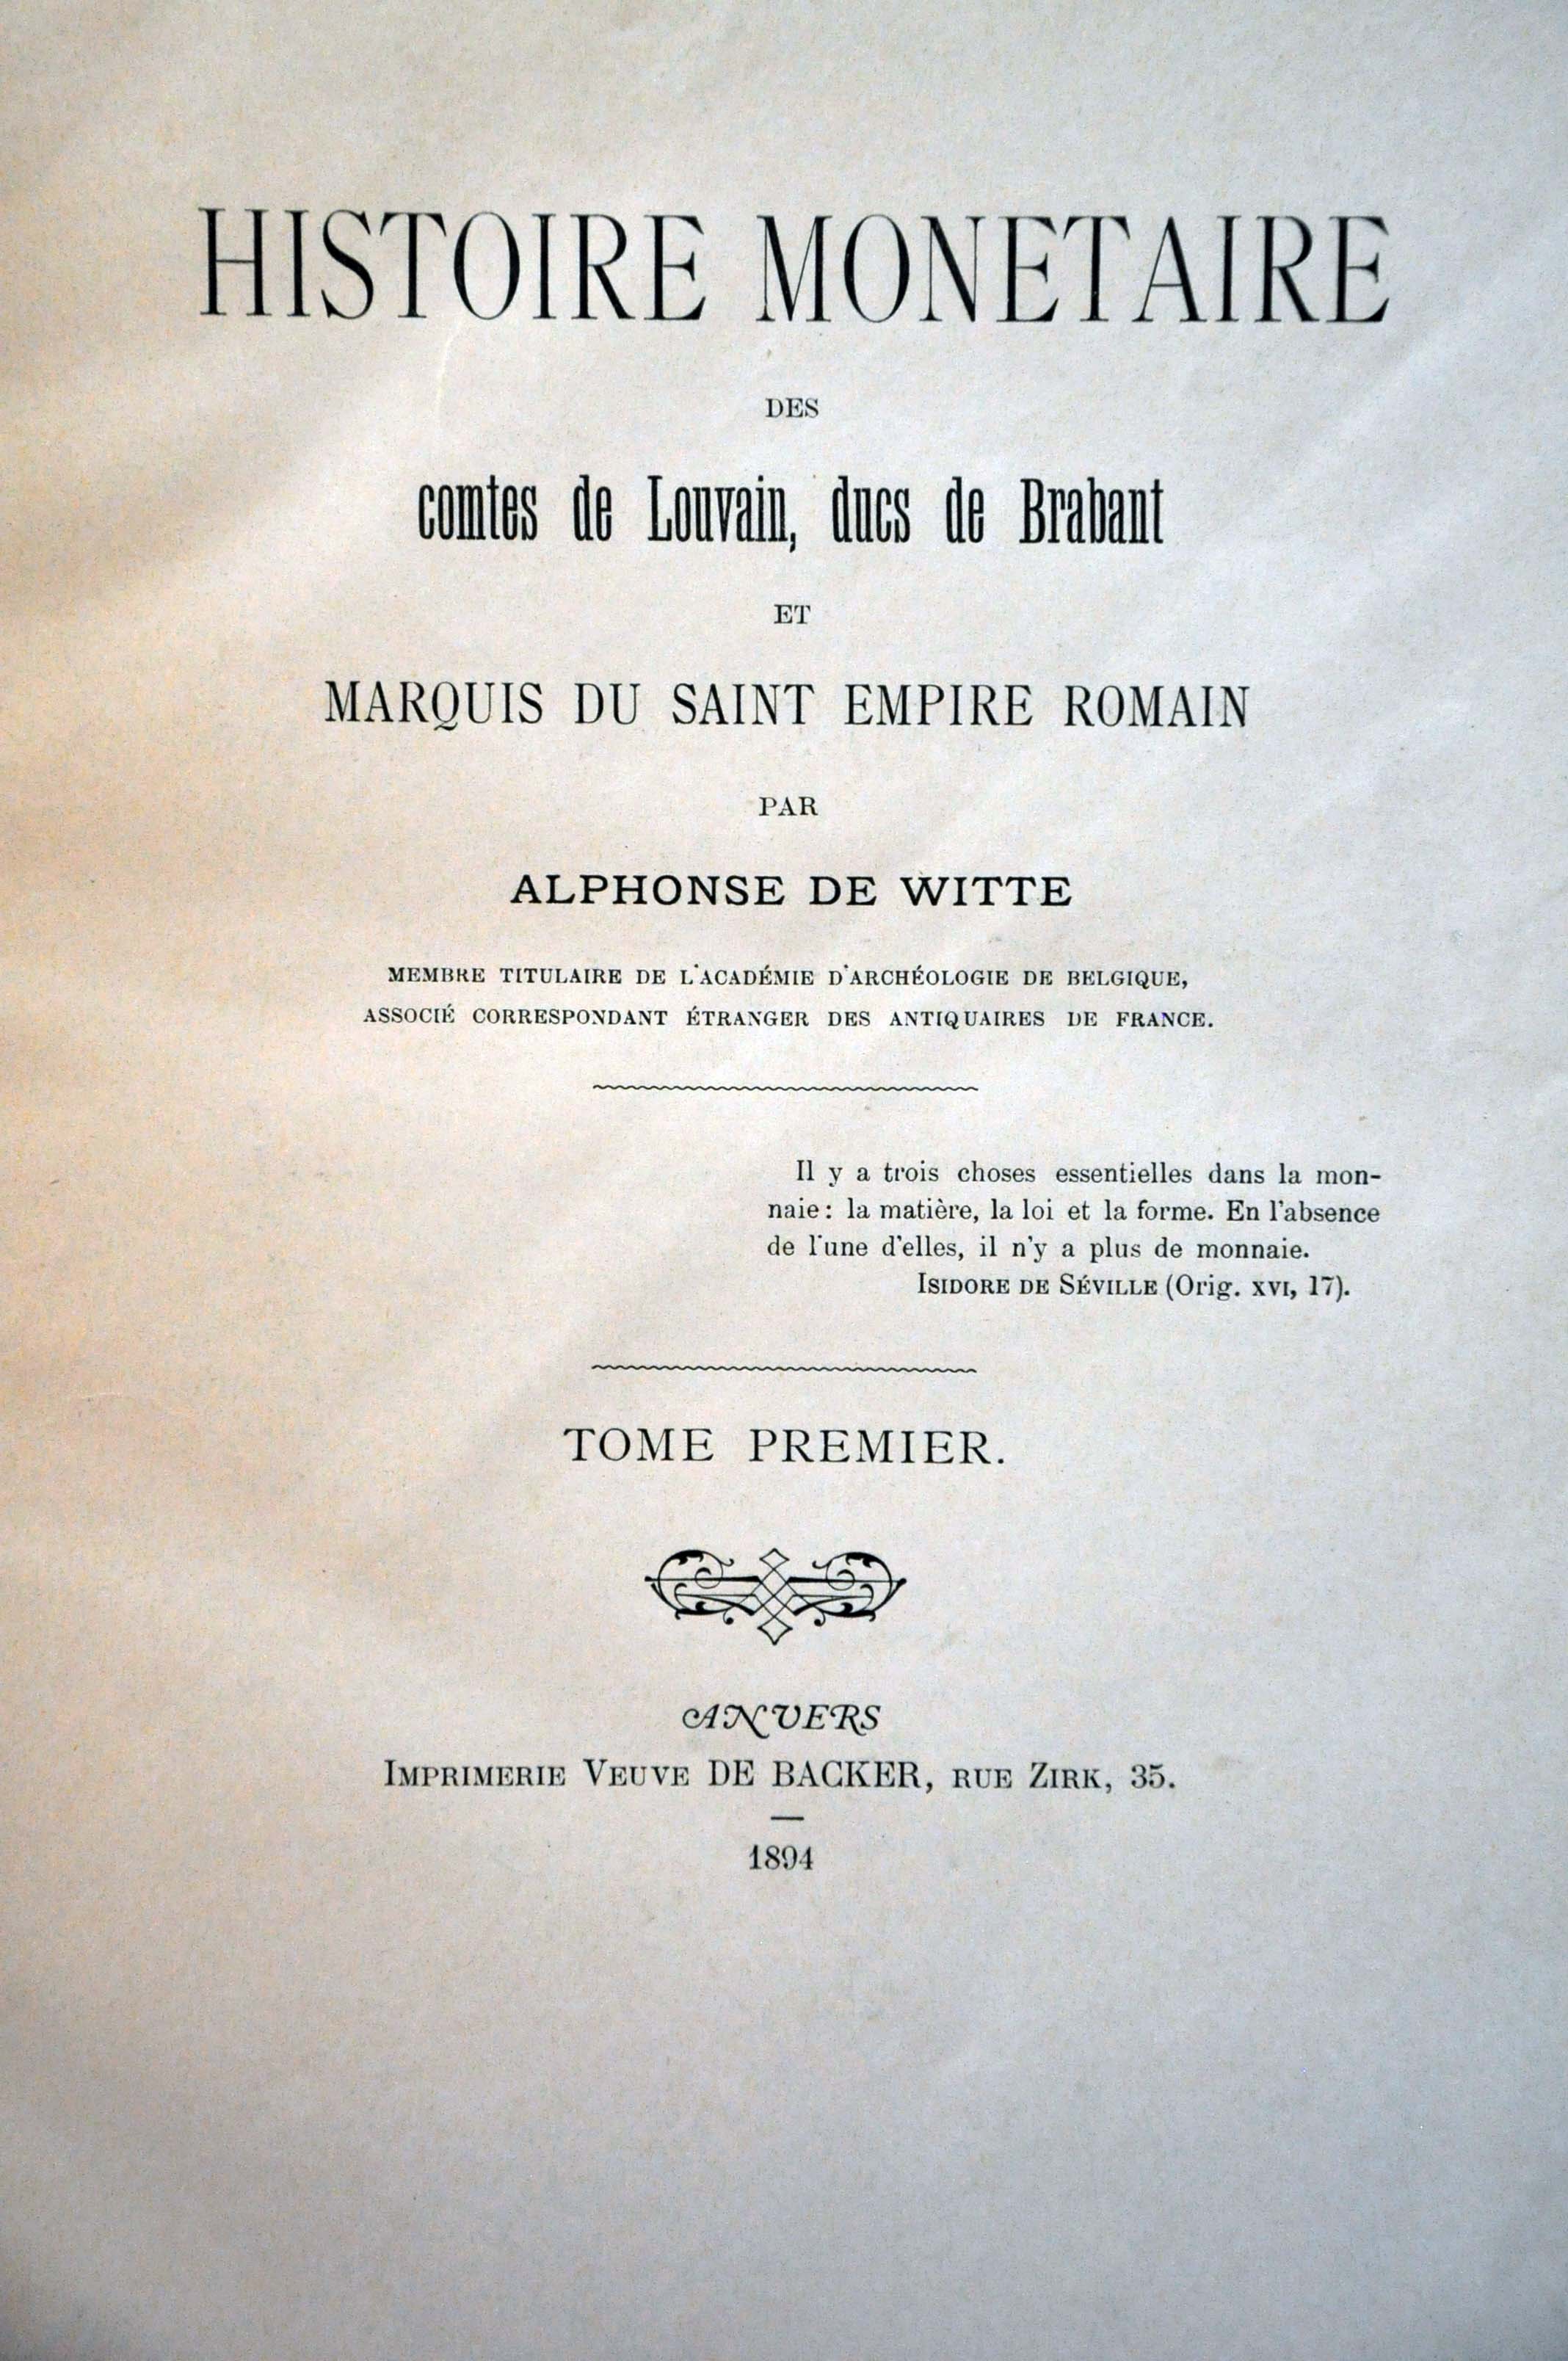 HISTOIRE MONETAIRE
DES
comtes de Louvain, ducs de Brabant
ET
MARQUIS DU SAINT EMPIRE ROMAIN
PAR
ALPHONSE DE WITTE
MEMBRE TITULAIRE DE L'ACADÉMIE D'ARCHÉOLOGIE DE BELGIQUE,
ASSOCIÉ CORRESPONDANT ÉTRANGER DES ANTIQUAIRES DE FRANCE.
Il y a trois choses essentielles dans la mon-
naie : la matière, la loi et la forme. En l'absence
de l'une d'elles, il n'y a plus de monnaie.
ISIDORE DE SÉVILLE (Orig. XVI, 17).
TOME PREMIER.
ANVERS
IMPRIMERIE VEUVE DE BACKER, RUE ZIRK, 35.
1894